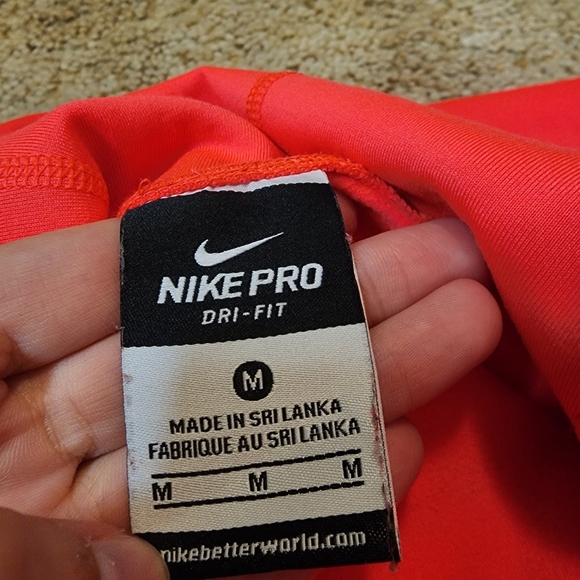 NIKE PRO
DRI-FIT
M
MADE IN SRI LANKA
FABRIQUE AU SRI LANKA
M M M
nikebetterworld.com